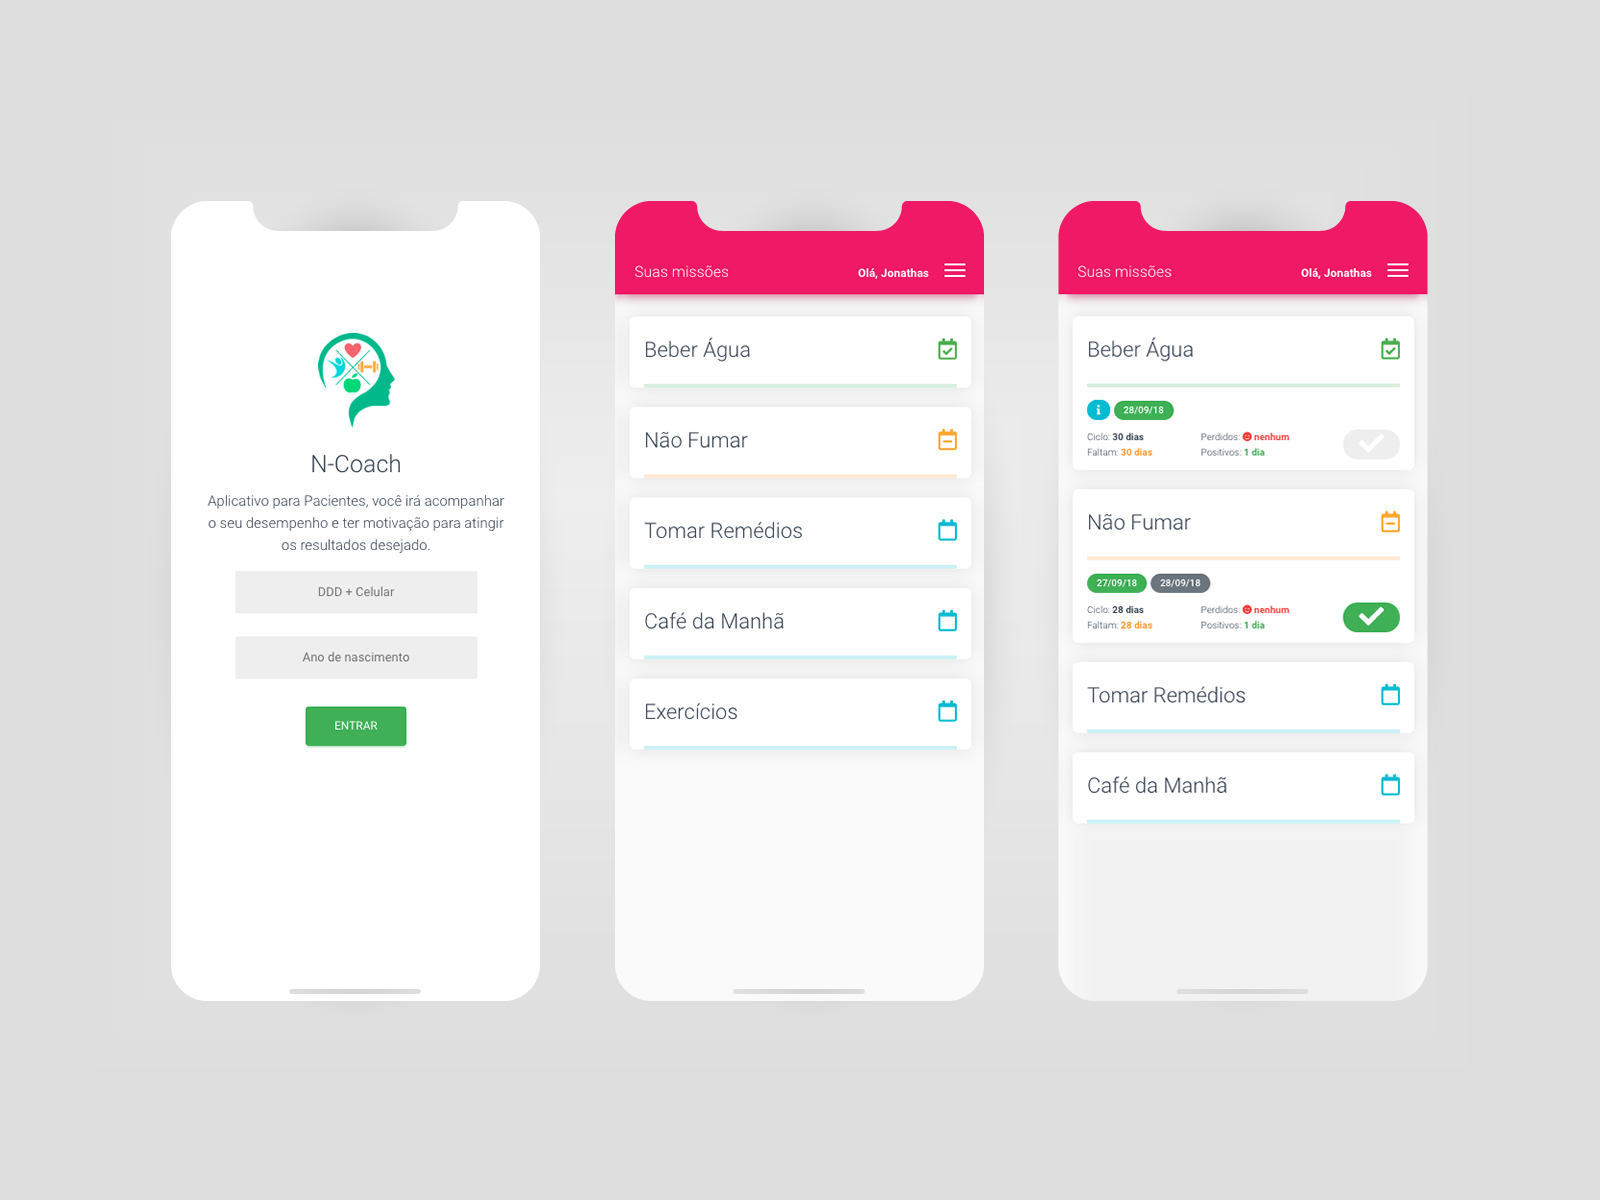 N-Coach
Aplicativo para Pacientes, você irá acompanhar
o seu desempenho e ter motivação para atingir
os resultados desejado.
DDD + Celular
Ano de nascimento
ENTRAR
Suas missões
Olá, Jonathas
Beber Água
Não Fumar
Tomar Remédios
Café da Manhã
Exercícios
Suas missões
Olá, Jonathas
Beber Água
i 28/09/18
Ciclo: 30 dias
Perdidos: nenhum
Faltam: 30 dias
Positivos: 1 dia
Não Fumar
27/09/18 28/09/18
Ciclo: 28 dias
Perdidos: nenhum
Faltam: 28 dias
Positivos: 1 dia
Tomar Remédios
Café da Manhã